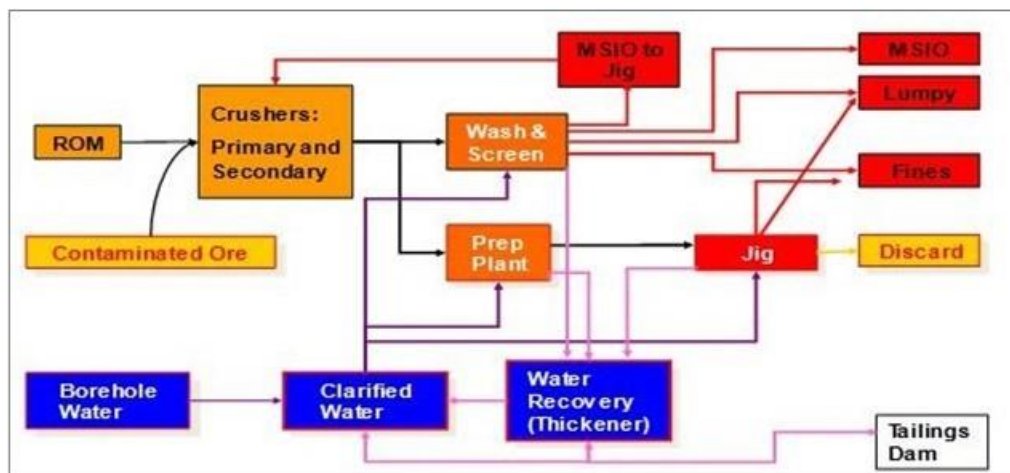 MSIO to
Jig
MSIO
Lumpy
Crushers:
Primary and
Secondary
ROM
Wash &
Screen
Fines
Contaminated Ore
Prep
Plant
Jig
Discard
Borehole
Water
Clarified
Water
Water
Recovery
(Thickener)
Tailings
Dam